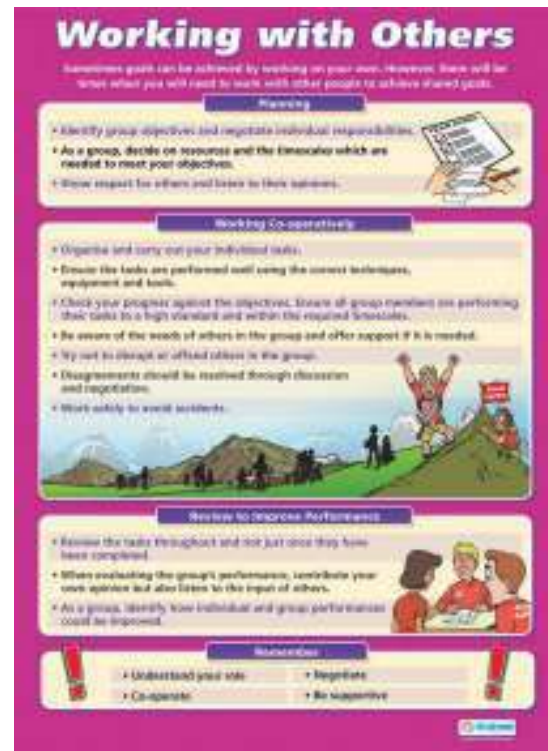 Working with Others
Sometimes goals can be achieved by working on your own. However, there will be
times when you will need to work with other people to achieve shared goals.
Planning
• Identify group objectives and negotiate individual responsibilities.
• As a group, decide on resources and the timescales which are
needed to meet your objectives.
• Show respect for others and listen to their opinions.
Working Co-operatively
• Organise and carry out your individual tasks.
• Ensure the tasks are performed well using the correct techniques,
equipment and tools.
• Check your progress against the objectives. Ensure all group members are performing
their tasks to a high standard and within the required timescales.
• Be aware of the needs of others in the group and offer support if it is needed.
• Try not to disrupt or offend others in the group.
• Disagreements should be resolved through discussion
and negotiation.
• Work safely to avoid accidents.
Review to Improve Performance
• Review the tasks throughout and not just once they have
been completed.
• When evaluating the group's performance, contribute your
own opinion but also listen to the input of others.
• As a group, identify how individual and group performances
could be improved.
Remember
• Understand your role
• Negotiate
• Co-operate
• Be supportive